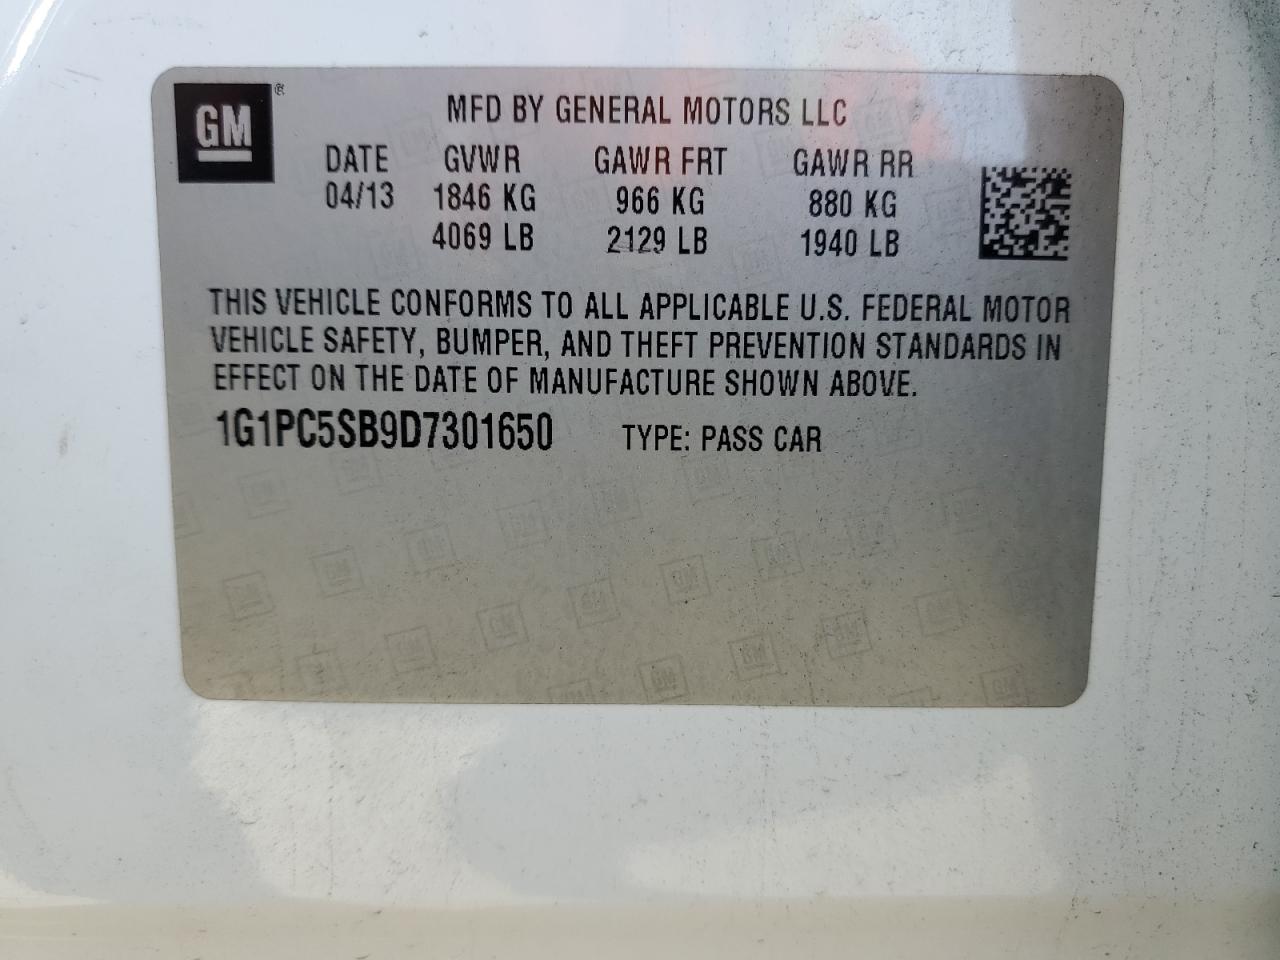 GM ®
MFD BY GENERAL MOTORS LLC
DATE GVWR GAWR FRT GAWR RR
04/13 1846 KG 966 KG 880 KG
4069 LB 2129 LB 1940 LB
THIS VEHICLE CONFORMS TO ALL APPLICABLE U.S. FEDERAL MOTOR
VEHICLE SAFETY, BUMPER, AND THEFT PREVENTION STANDARDS IN
EFFECT ON THE DATE OF MANUFACTURE SHOWN ABOVE.
1G1PC5SB9D7301650 TYPE: PASS CAR